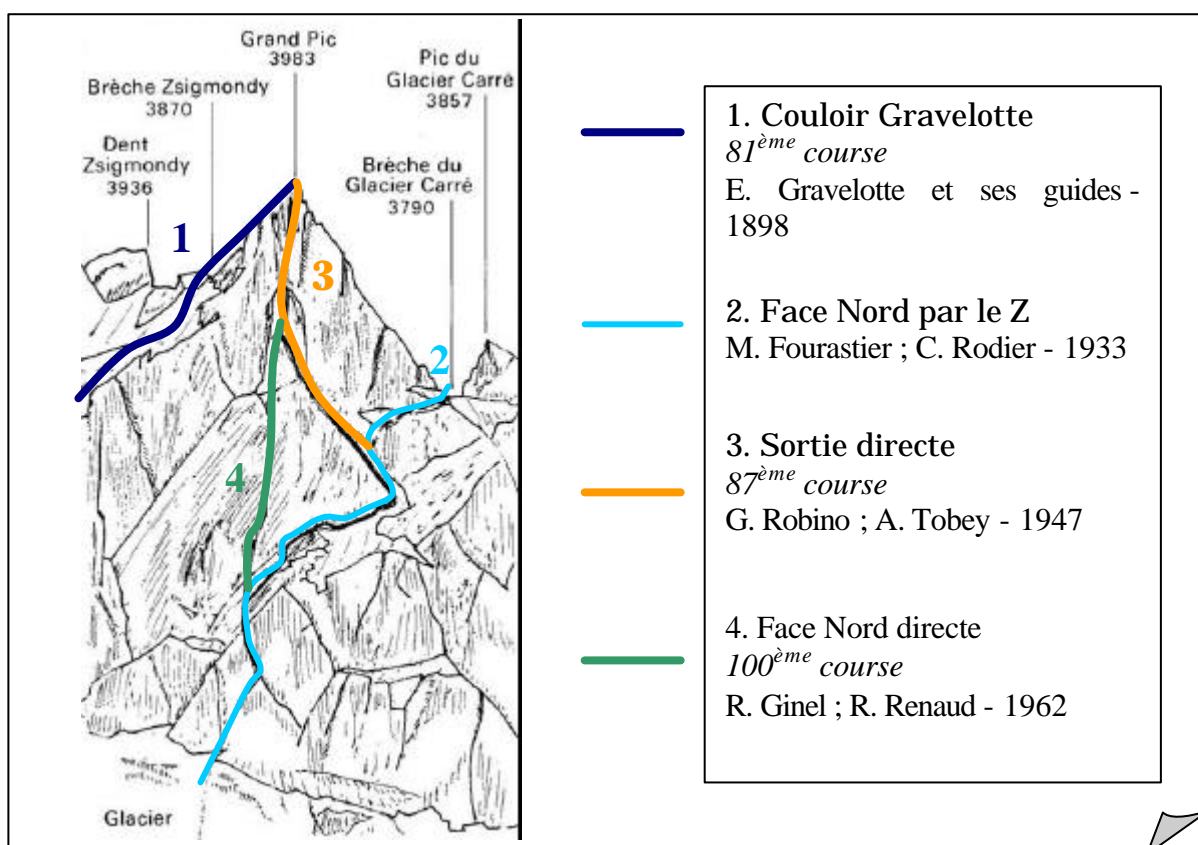 Grand Pic
3983
Pic du
Glacier Carré
3857
Brèche Zsigmondy
3870
Dent
Zsigmondy
3936
Brèche du
Glacier Carré
3790
1
2
3
4
Glacier
1. Couloir Gravelotte
81ème course
E. Gravelotte et ses guides -
1898
2. Face Nord par le Z
M. Fourastier ; C. Rodier - 1933
3. Sortie directe
87ème course
G. Robino ; A. Tobey - 1947
4. Face Nord directe
100ème course
R. Ginel ; R. Renaud - 1962